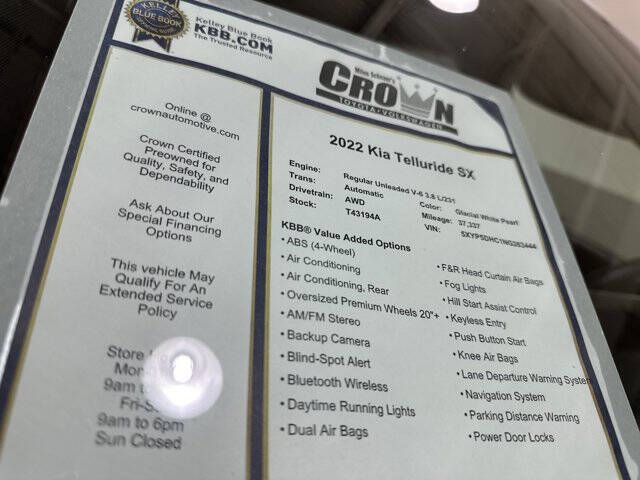 KELLEY
BLUE BOOK
Kelley Blue Book
KBB.COM
The Trusted Resource
Online @
crownautomotive.com
Crown Certified
Preowned for
Quality, Safety, and
Dependability
Ask About Our
Special Financing
Options
This vehicle May
Qualify For An
Extended Service
Policy
Store
9am
9am to 6pm
Sun Closed
CROWN
TOYOTA•VOLKSWAGEN
2022 Kia Telluride SX
Engine: Regular Unleaded V-6 3.8 L/231
Trans: Automatic Color: Glacial White Pearl
Drivetrain: AWD Mileage: 37,337
Stock: T43194A VIN:
KBB® Value Added Options
• ABS (4-Wheel)
• Air Conditioning
• Air Conditioning, Rear
• Oversized Premium Wheels 20"+
• AM/FM Stereo
• Backup Camera
• Blind-Spot Alert
• Bluetooth Wireless
• Daytime Running Lights
• Dual Air Bags
• F&R Head Curtain Air Bags
• Fog Lights
• Hill Start Assist Control
• Keyless Entry
• Push Button Start
• Knee Air Bags
• Lane Departure Warning System
• Navigation System
• Parking Distance Warning
• Power Door Locks